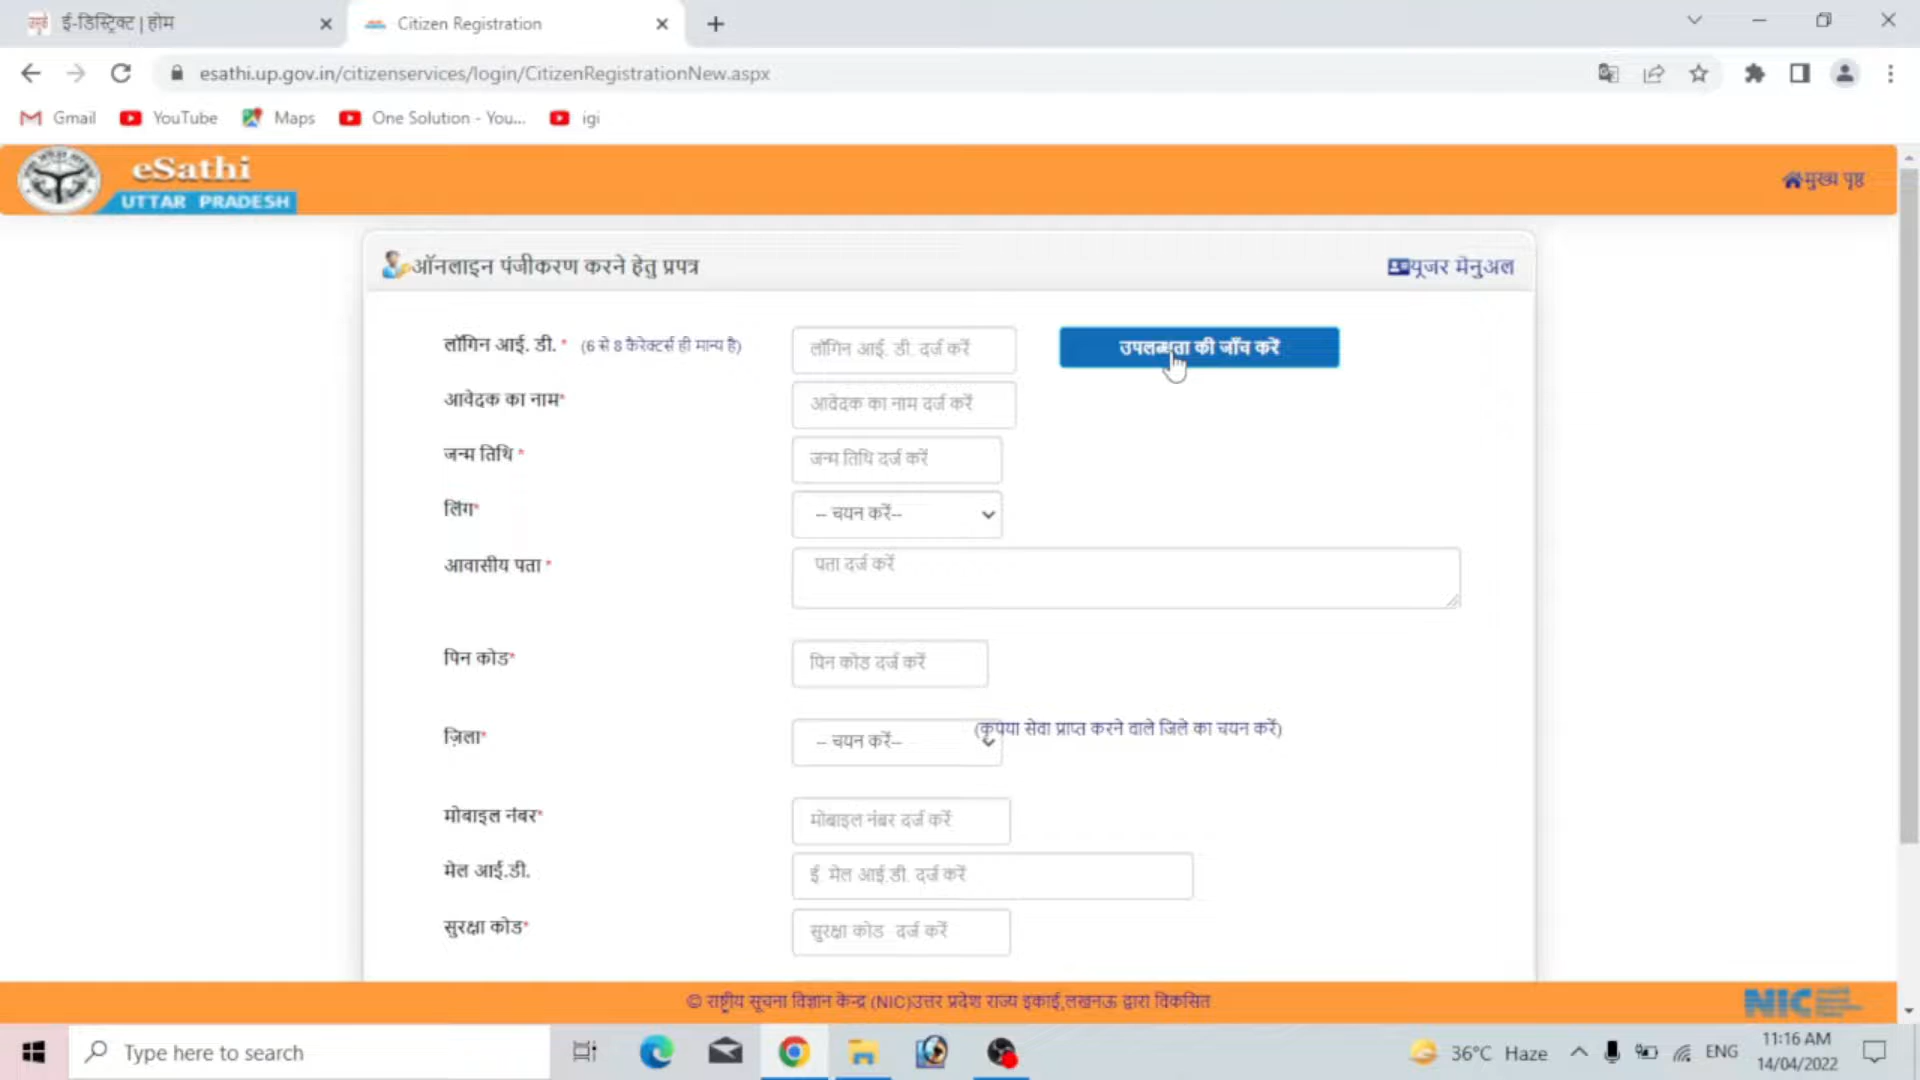 ई-डिस्ट्रिक्ट | होम
Citizen Registration
esathi.up.gov.in/citizenservices/login/CitizenRegistrationNew.aspx
Gmail YouTube Maps One Solution - You... igi
eSathi
UTTAR PRADESH
मुख्य पृष्ठ
ऑनलाइन पंजीकरण करने हेतु प्रपत्र
यूजर मेनुअल
लॉगिन आई. डी. * (6 से 8 कैरेक्टर्स ही मान्य है) लॉगिन आई. डी. दर्ज करें उपलब्धता की जाँच करें
आवेदक का नाम* आवेदक का नाम दर्ज करें
जन्म तिथि * जन्म तिथि दर्ज करें
लिंग* -- चयन करें--
आवासीय पता * पता दर्ज करें
पिन कोड* पिन कोड दर्ज करें
ज़िला* -- चयन करें-- (कृपया सेवा प्राप्त करने वाले जिले का चयन करें)
मोबाइल नंबर* मोबाइल नंबर दर्ज करें
मेल आई.डी. ई मेल आई.डी. दर्ज करें
सुरक्षा कोड* सुरक्षा कोड दर्ज करें
© राष्ट्रीय सूचना विज्ञान केन्द्र (NIC)उत्तर प्रदेश राज्य इकाई,लखनऊ द्वारा विकसित
NIC
Type here to search
36°C Haze
ENG
11:16 AM
14/04/2022